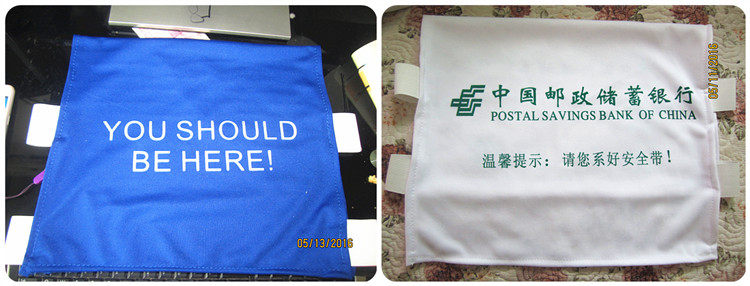 YOU SHOULD
BE HERE!
05/13/2016
中国邮政储蓄银行
POSTAL SAVINGS BANK OF CHINA
温馨提示：请您系好安全带！
05/11/2016